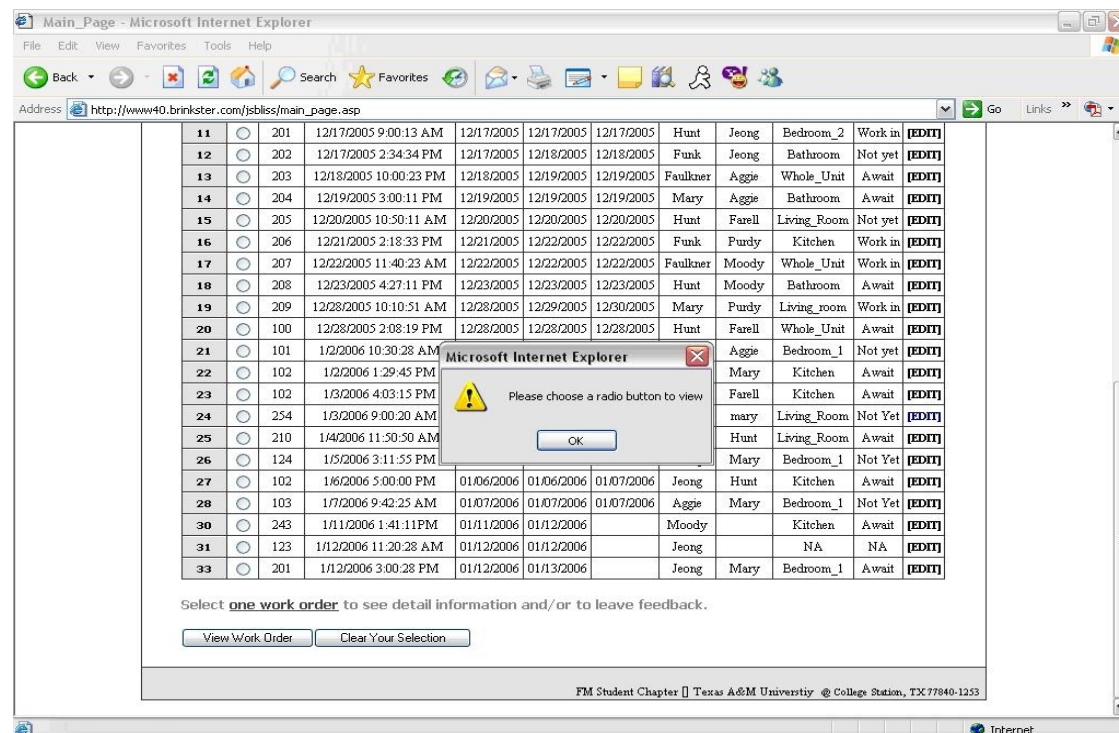 Main_Page - Microsoft Internet Explorer
File Edit View Favorites Tools Help
Back Search Favorites
Address http://www40.brinkster.com/jsbliss/main_page.asp Go Links »
11 201 12/17/2005 9:00:13 AM 12/17/2005 12/17/2005 12/17/2005 Hunt Jeong Bedroom_2 Work in [EDIT]
12 202 12/17/2005 2:34:34 PM 12/17/2005 12/18/2005 12/18/2005 Funk Jeong Bathroom Not yet [EDIT]
13 203 12/18/2005 10:00:23 PM 12/18/2005 12/19/2005 12/19/2005 Faulkner Aggie Whole_Unit Await [EDIT]
14 204 12/19/2005 3:00:11 PM 12/19/2005 12/19/2005 12/19/2005 Mary Aggie Bathroom Await [EDIT]
15 205 12/20/2005 10:50:11 AM 12/20/2005 12/20/2005 12/20/2005 Hunt Farell Living_Room Not yet [EDIT]
16 206 12/21/2005 2:18:33 PM 12/21/2005 12/22/2005 12/22/2005 Funk Purdy Kitchen Work in [EDIT]
17 207 12/22/2005 11:40:23 AM 12/22/2005 12/22/2005 12/22/2005 Faulkner Moody Whole_Unit Work in [EDIT]
18 208 12/23/2005 4:27:11 PM 12/23/2005 12/23/2005 12/23/2005 Hunt Moody Bathroom Await [EDIT]
19 209 12/28/2005 10:10:51 AM 12/28/2005 12/29/2005 12/30/2005 Mary Purdy Living_room Work in [EDIT]
20 100 12/28/2005 2:08:19 PM 12/28/2005 12/28/2005 12/28/2005 Hunt Farell Whole_Unit Await [EDIT]
21 101 1/2/2006 10:30:28 AM Aggie Bedroom_1 Not yet [EDIT]
22 102 1/2/2006 1:29:45 PM Mary Kitchen Await [EDIT]
23 102 1/3/2006 4:03:15 PM Farell Kitchen Await [EDIT]
24 254 1/3/2006 9:00:20 AM mary Living_Room Not Yet [EDIT]
25 210 1/4/2006 11:50:50 AM Hunt Living_Room Await [EDIT]
26 124 1/5/2006 3:11:55 PM Mary Bedroom_1 Not Yet [EDIT]
27 102 1/6/2006 5:00:00 PM 01/06/2006 01/06/2006 01/07/2006 Jeong Hunt Kitchen Await [EDIT]
28 103 1/7/2006 9:42:25 AM 01/07/2006 01/07/2006 01/07/2006 Aggie Mary Bedroom_1 Not Yet [EDIT]
30 243 1/11/2006 1:41:11PM 01/11/2006 01/12/2006 Moody Kitchen Await [EDIT]
31 123 1/12/2006 11:20:28 AM 01/12/2006 01/12/2006 Jeong NA NA [EDIT]
33 201 1/12/2006 3:00:28 PM 01/12/2006 01/13/2006 Jeong Mary Bedroom_1 Await [EDIT]
Microsoft Internet Explorer
Please choose a radio button to view
OK
Select one work order to see detail information and/or to leave feedback.
View Work Order Clear Your Selection
FM Student Chapter [] Texas A&M Universtiy @ College Station, TX 77840-1253
Internet